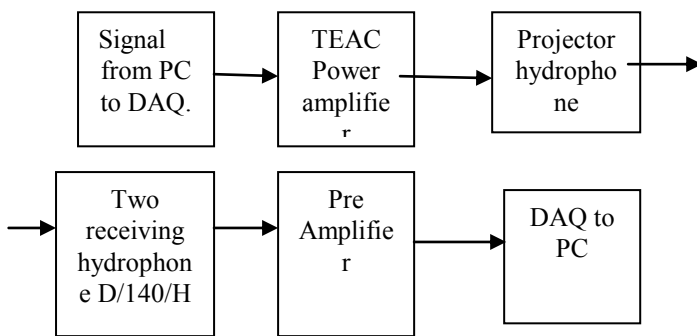 Signal
from PC
to DAQ.
TEAC
Power
amplifie
r
Projector
hydropho
ne
Two
receiving
hydrophon
e D/140/H
Pre
Amplifie
r
DAQ to
PC